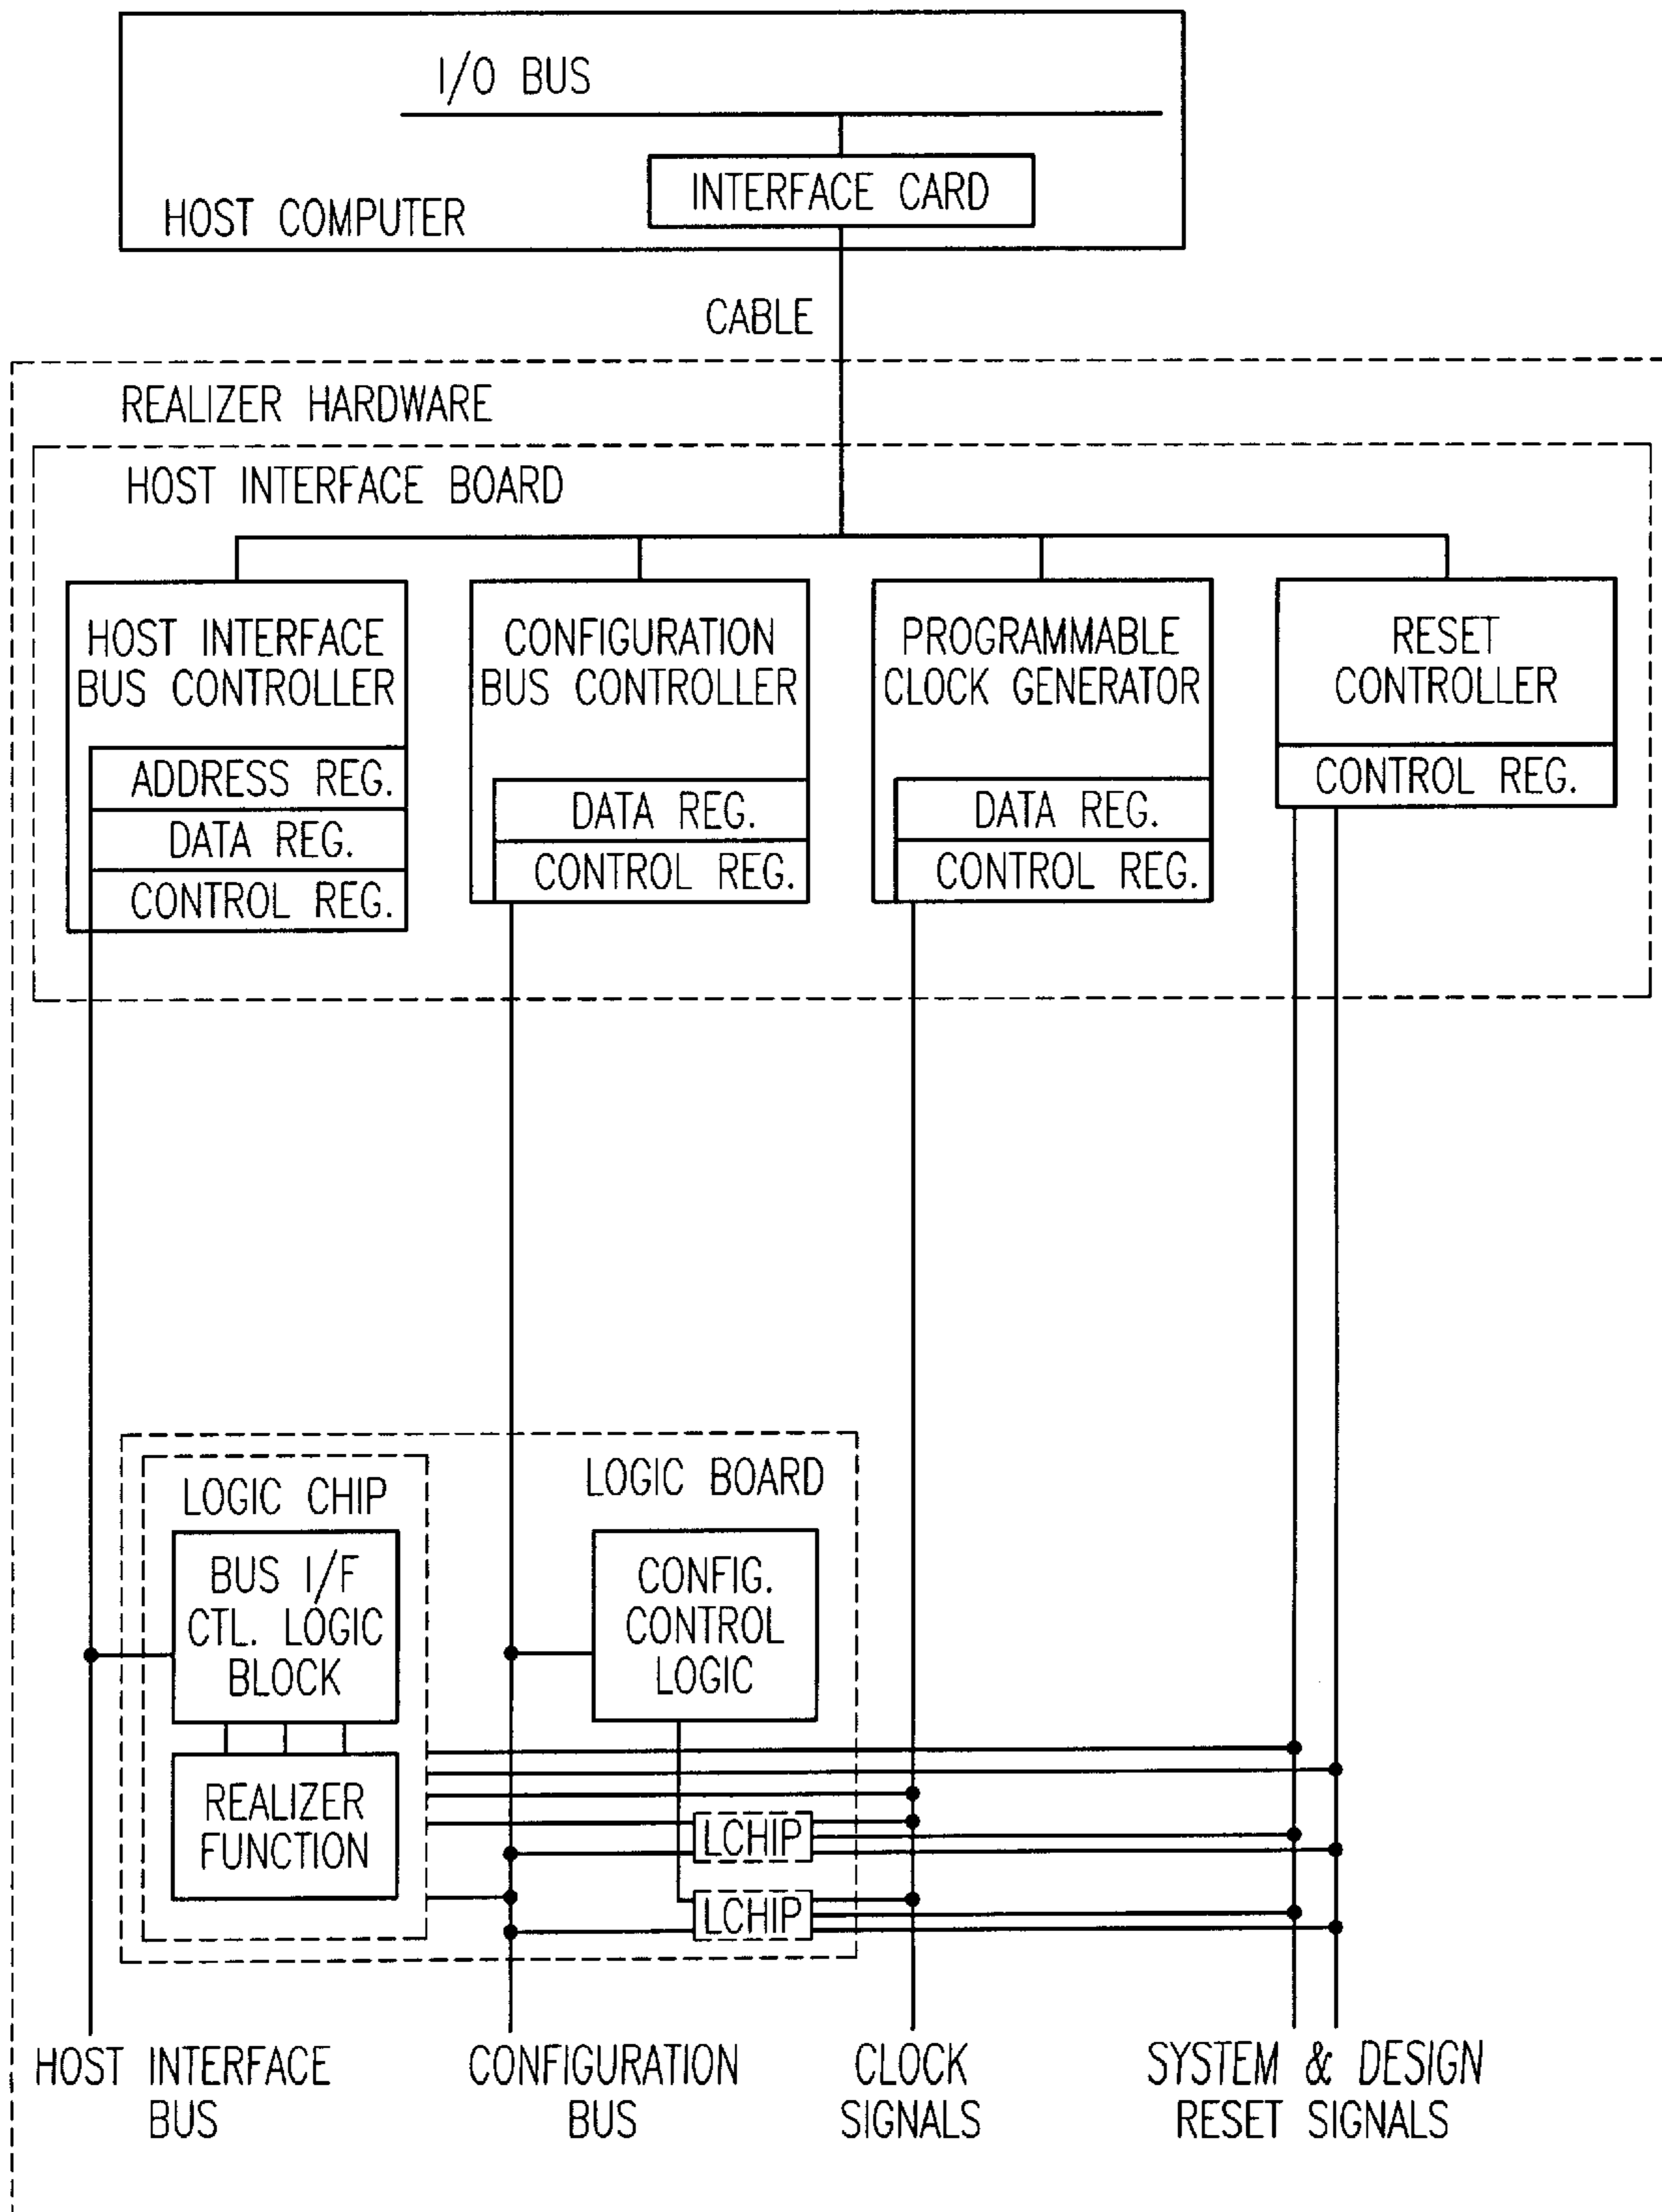 I/O BUS
INTERFACE CARD
HOST COMPUTER
CABLE
REALIZER HARDWARE
HOST INTERFACE BOARD
HOST INTERFACE
BUS CONTROLLER
ADDRESS REG.
DATA REG.
CONTROL REG.
CONFIGURATION
BUS CONTROLLER
DATA REG.
CONTROL REG.
PROGRAMMABLE
CLOCK GENERATOR
DATA REG.
CONTROL REG.
RESET
CONTROLLER
CONTROL REG.
LOGIC BOARD
LOGIC CHIP
BUS I/F
CTL. LOGIC
BLOCK
REALIZER
FUNCTION
CONFIG.
CONTROL
LOGIC
LCHIP
LCHIP
HOST INTERFACE
BUS
CONFIGURATION
BUS
CLOCK
SIGNALS
SYSTEM & DESIGN
RESET SIGNALS